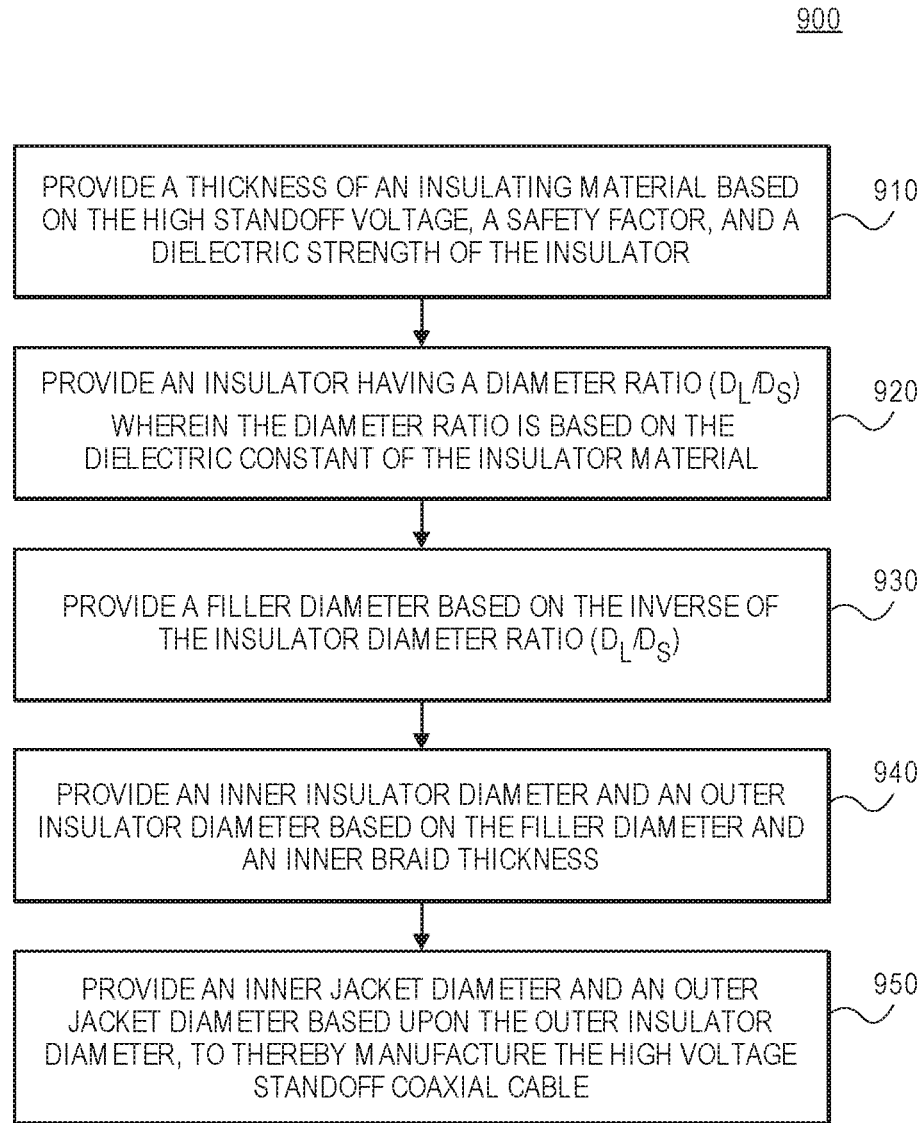 900
PROVIDE A THICKNESS OF AN INSULATING MATERIAL BASED
ON THE HIGH STANDOFF VOLTAGE, A SAFETY FACTOR, AND A
DIELECTRIC STRENGTH OF THE INSULATOR
910
PROVIDE AN INSULATOR HAVING A DIAMETER RATIO (DL/DS)
WHEREIN THE DIAMETER RATIO IS BASED ON THE
DIELECTRIC CONSTANT OF THE INSULATOR MATERIAL
920
PROVIDE A FILLER DIAMETER BASED ON THE INVERSE OF
THE INSULATOR DIAMETER RATIO (DL/DS)
930
PROVIDE AN INNER INSULATOR DIAMETER AND AN OUTER
INSULATOR DIAMETER BASED ON THE FILLER DIAMETER AND
AN INNER BRAID THICKNESS
940
PROVIDE AN INNER JACKET DIAMETER AND AN OUTER
JACKET DIAMETER BASED UPON THE OUTER INSULATOR
DIAMETER, TO THEREBY MANUFACTURE THE HIGH VOLTAGE
STANDOFF COAXIAL CABLE
950